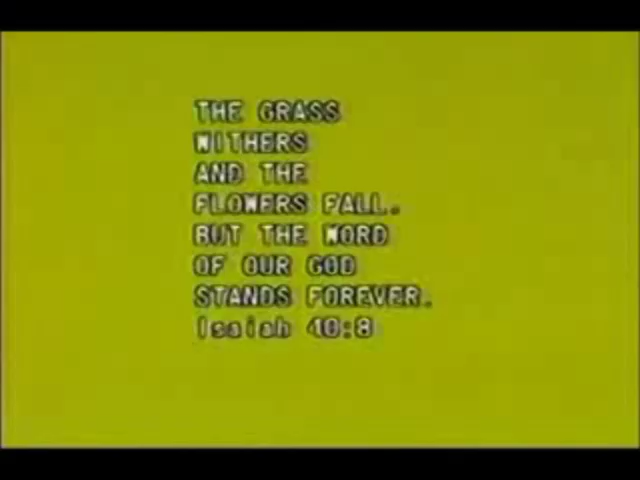 THE GRASS
WITHERS
AND THE
FLOWERS FALL.
BUT THE WORD
OF OUR GOD
STANDS FOREVER.
Isaiah 40:8